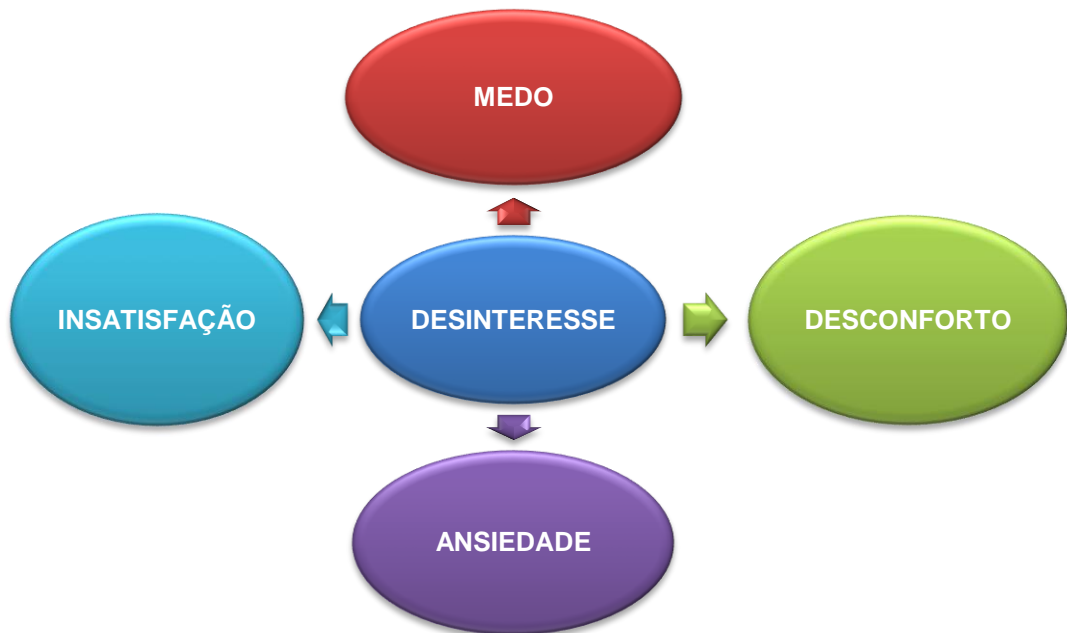 MEDO
INSATISFAÇÃO
DESINTERESSE
DESCONFORTO
ANSIEDADE